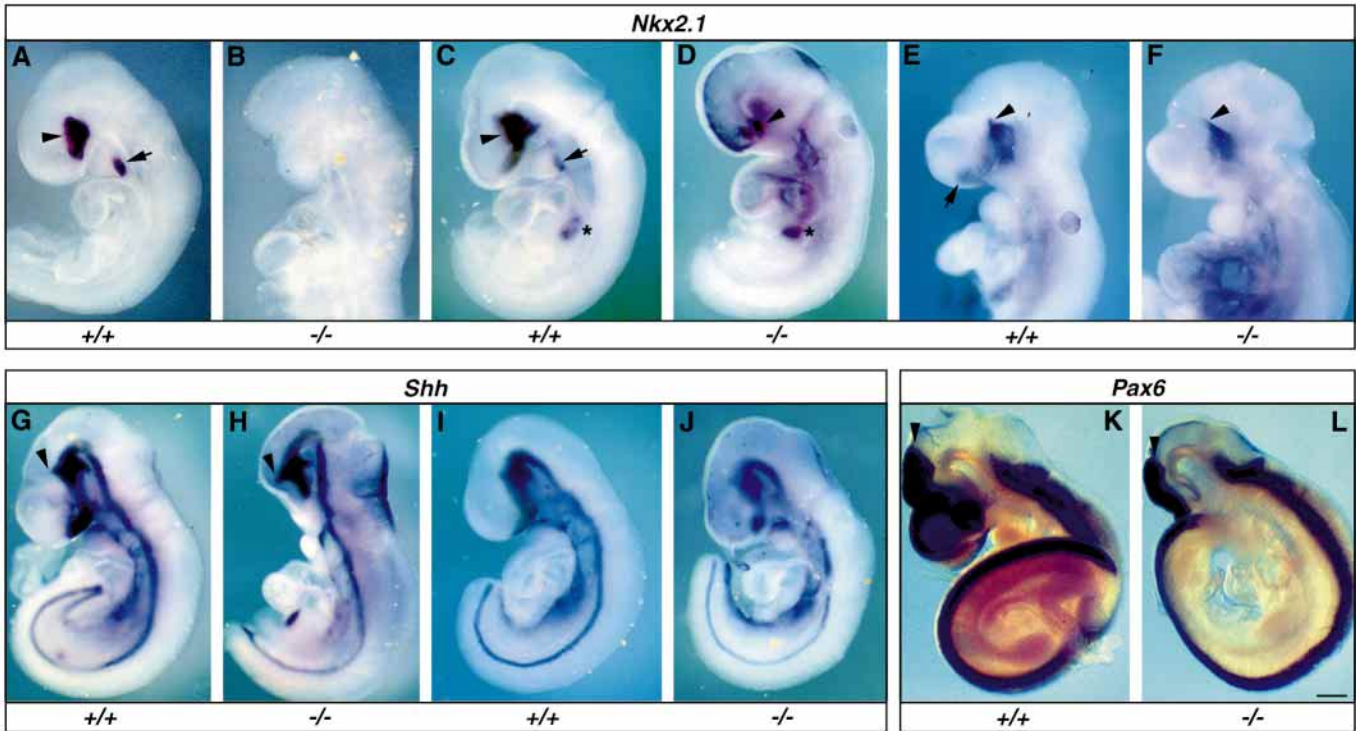 Nkx2.1
A B C D E F
* *
+/+ -/- +/+ -/- +/+ -/-
Shh Pax6
G H I J K L
+/+ -/- +/+ -/- +/+ -/-